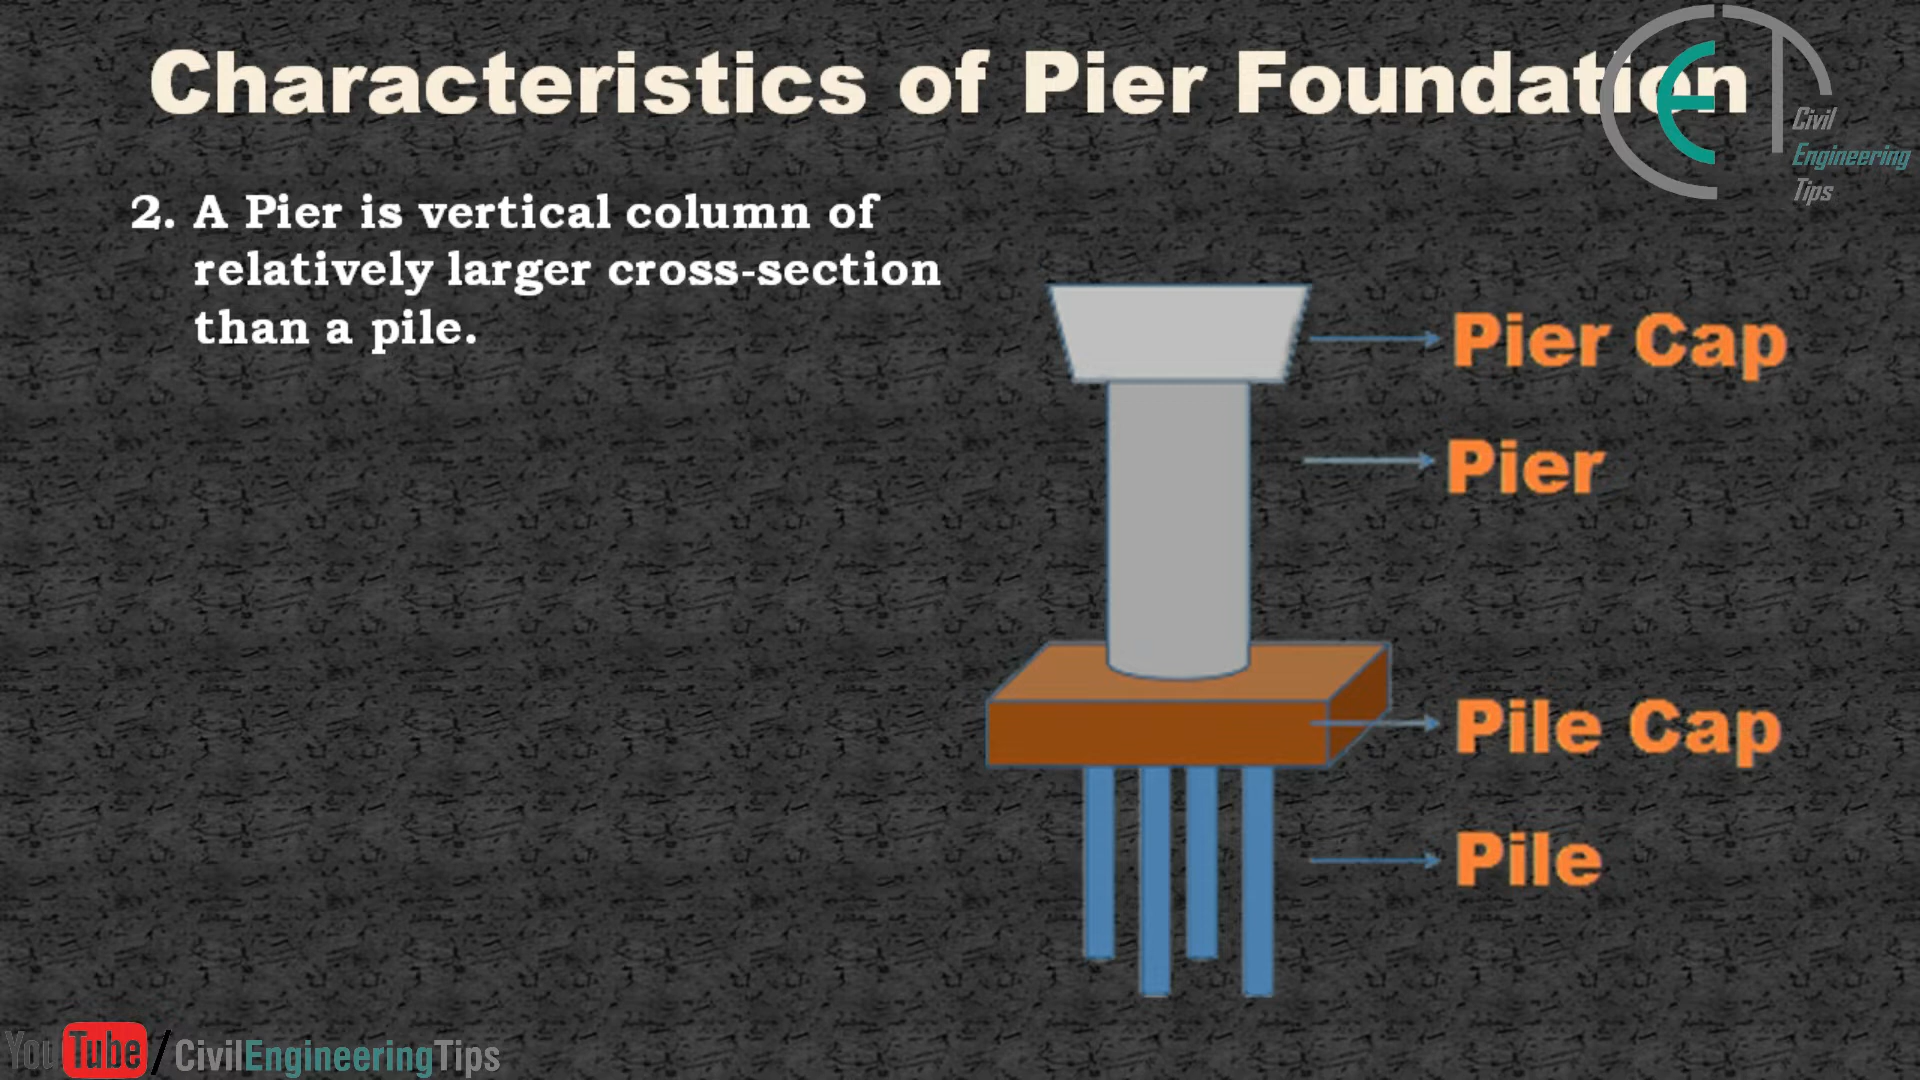 Characteristics of Pier Foundation
Civil
Engineering
Tips
2. A Pier is vertical column of
relatively larger cross-section
than a pile.
Pier Cap
Pier
Pile Cap
Pile
YouTube/CivilEngineeringTips